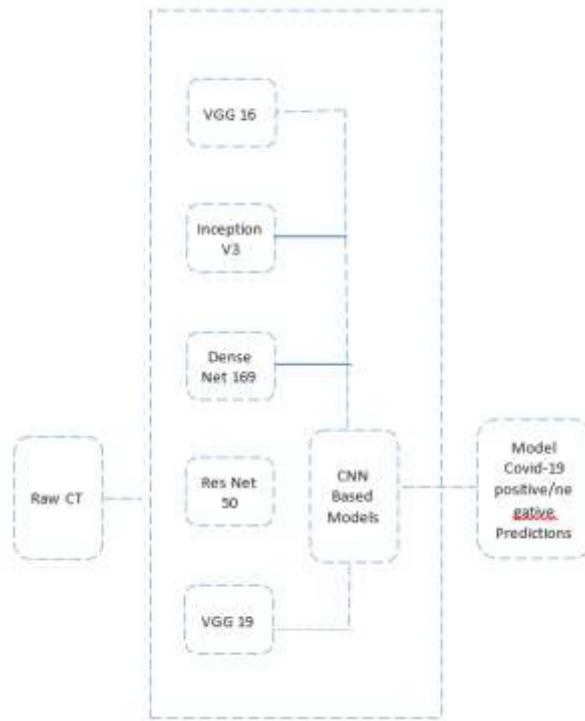 VGG 16
Inception
V3
Dense
Net 169
Res Net
50
VGG 19
Raw CT
CNN
Based
Models
Model
Covid-19
positive/ne
gative
Predictions